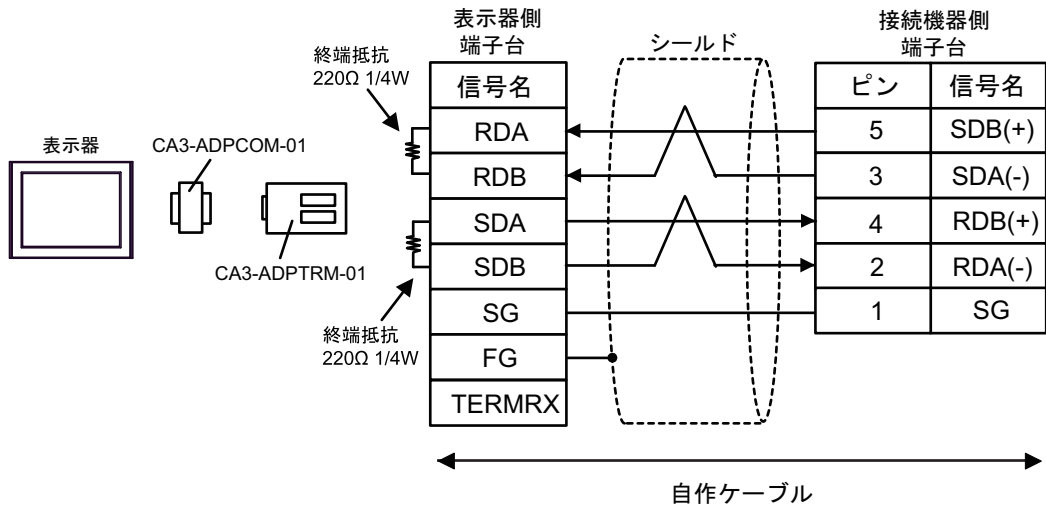 表示器
CA3-ADPCOM-01
CA3-ADPTRM-01
終端抵抗
220Ω 1/4W
終端抵抗
220Ω 1/4W
表示器側
端子台
信号名
RDA
RDB
SDA
SDB
SG
FG
TERMRX
シールド
接続機器側
端子台
ピン 信号名
5 SDB(+)
3 SDA(-)
4 RDB(+)
2 RDA(-)
1 SG
自作ケーブル